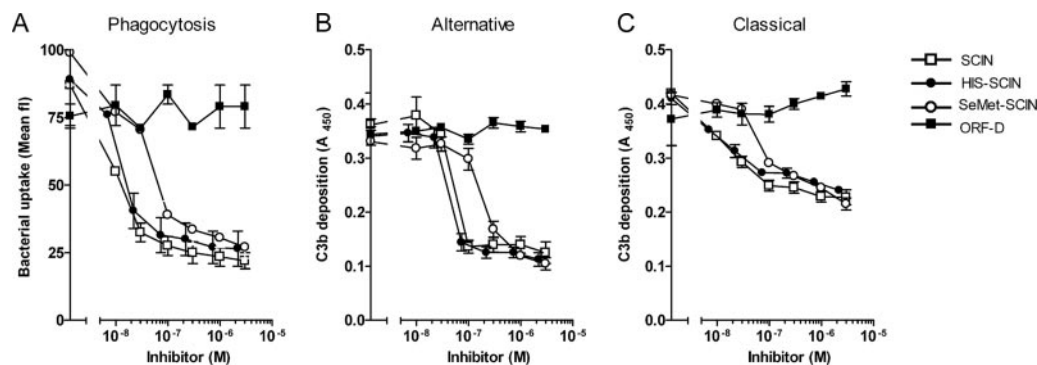 A Phagocytosis
Bacterial uptake (Mean fl)
100
75
50
25
0
10-8 10-7 10-6 10-5
Inhibitor (M)
B Alternative
C3b deposition (A 450)
0.5
0.4
0.3
0.2
0.1
0.0
10-8 10-7 10-6 10-5
Inhibitor (M)
C Classical
C3b deposition (A 450)
0.5
0.4
0.3
0.2
0.1
0.0
10-8 10-7 10-6 10-5
Inhibitor (M)
SCIN
HIS-SCIN
SeMet-SCIN
ORF-D